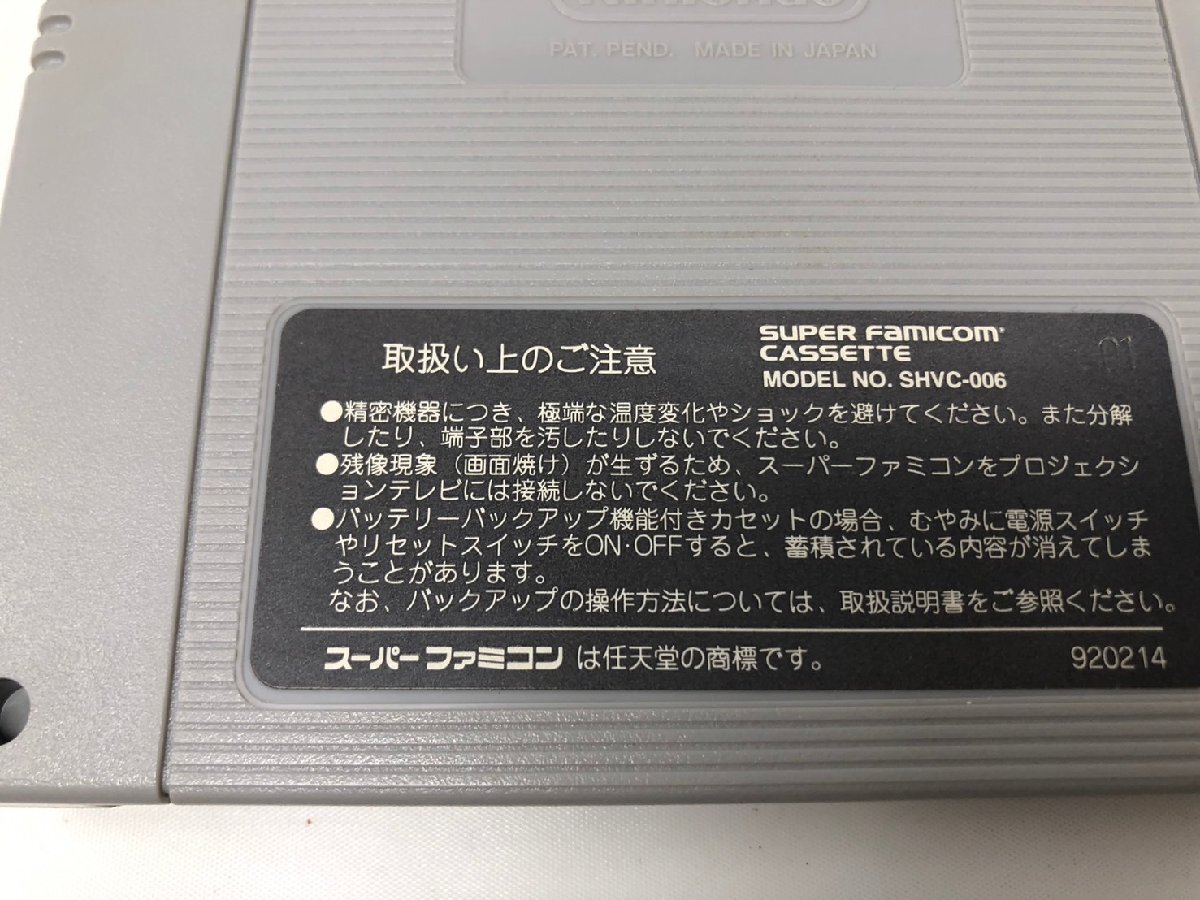 Nintendo
PAT. PEND. MADE IN JAPAN
取扱い上のご注意
SUPER FAMICOM
CASSETTE
MODEL NO. SHVC-006
01
●精密機器につき、極端な温度変化やショックを避けてください。また分解
したり、端子部を汚したりしないでください。
●残像現象（画面焼け）が生ずるため、スーパーファミコンをプロジェクシ
ョンテレビには接続しないでください。
●バッテリーバックアップ機能付きカセットの場合、むやみに電源スイッチ
やリセットスイッチをON・OFFすると、蓄積されている内容が消えてしま
うことがあります。
なお、バックアップの操作方法については、取扱説明書をご参照ください。
スーパーファミコンは任天堂の商標です。
920214